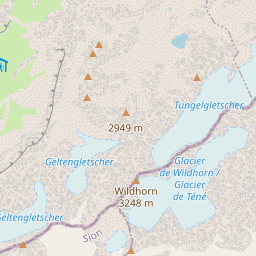 Tungelgletscher
2949 m
Geltengletscher
Glacier
de Wildhorn /
Glacier
de Téné
Wildhorn
3248 m
Geltengletscher
Sion